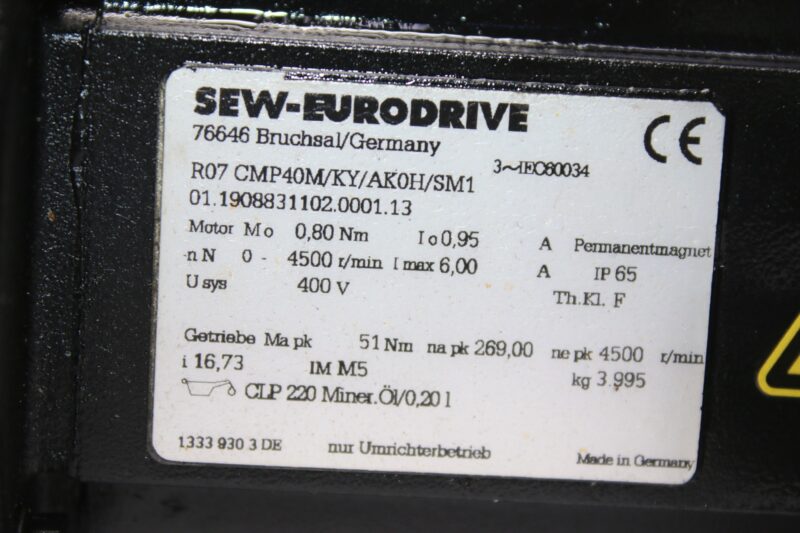 SEW-EURODRIVE
76646 Bruchsal/Germany
CE
3~IEC60034
R07 CMP40M/KY/AK0H/SM1
01.1908831102.0001.13
Motor Mo 0,80 Nm Io 0,95 A Permanentmagnet
nN 0- 4500 r/min Imax 6,00 A IP 65
Usys 400 V Th.Kl. F
Getriebe Ma pk 51 Nm na pk 269,00 ne pk 4500 r/min
i 16,73 IM M5 kg 3.995
CLP 220 Miner.Öl/0,20 l
1333 930 3 DE nur Umrichterbetrieb Made in Germany